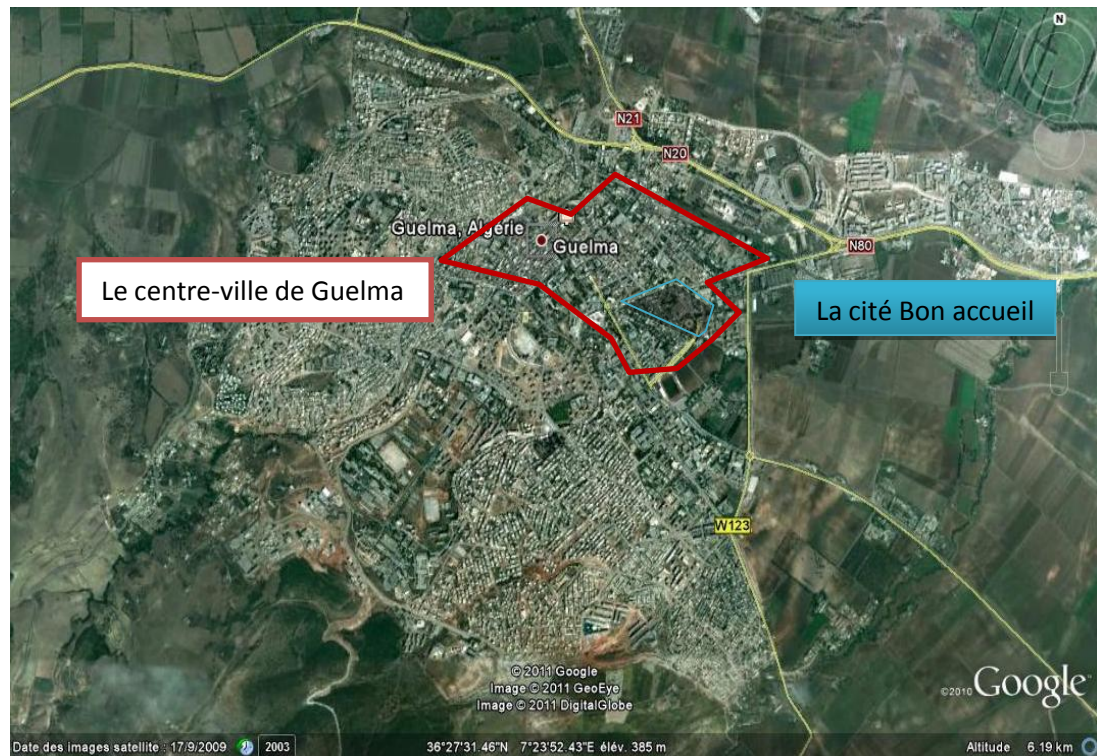 N
N21
N20
Guelma, Algérie
Guelma
N80
Le centre-ville de Guelma
La cité Bon accueil
W123
© 2011 Google
Image © 2011 GeoEye
Image © 2011 DigitalGlobe
©2010 Google
Date des images satellite : 17/9/2009 2003 36°27'31.46"N 7°23'52.43"E élév. 385 m Altitude 6.19 km